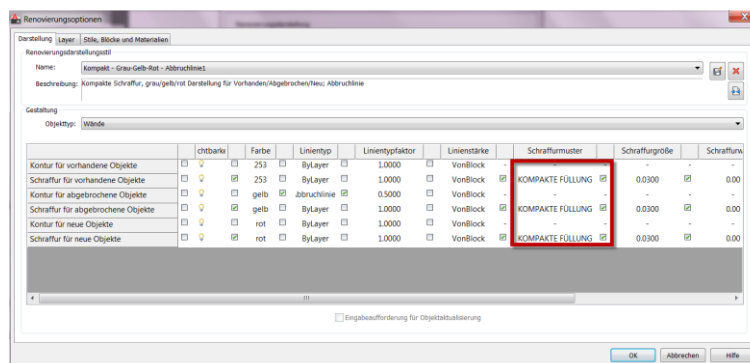 Renovierungsoptionen
Darstellung Layer Stile, Blöcke und Materialien
Renovierungsdarstellungsstil
Name: Kompakt - Grau-Gelb-Rot - Abbruchlinie1
Beschreibung: Kompakte Schraffur, grau/gelb/rot Darstellung für Vorhanden/Abgebrochen/Neu; Abbruchlinie
Gestaltung
Objekttyp: Wände
chtbarke Farbe Linientyp Linientypfaktor Linienstärke Schraffurmuster Schraffurgröße Schraffurw
Kontur für vorhandene Objekte 253 ByLayer 1.0000 VonBlock - - - -
Schraffur für vorhandene Objekte 253 ByLayer 1.0000 VonBlock KOMPAKTE FÜLLUNG 0.0300 0.00
Kontur für abgebrochene Objekte gelb .bbruchlinie 0.5000 VonBlock - - - -
Schraffur für abgebrochene Objekte gelb ByLayer 1.0000 VonBlock KOMPAKTE FÜLLUNG 0.0300 0.00
Kontur für neue Objekte rot ByLayer 1.0000 VonBlock - - - -
Schraffur für neue Objekte rot ByLayer 1.0000 VonBlock KOMPAKTE FÜLLUNG 0.0300 0.00
Eingabeaufforderung für Objektaktualisierung
OK Abbrechen Hilfe